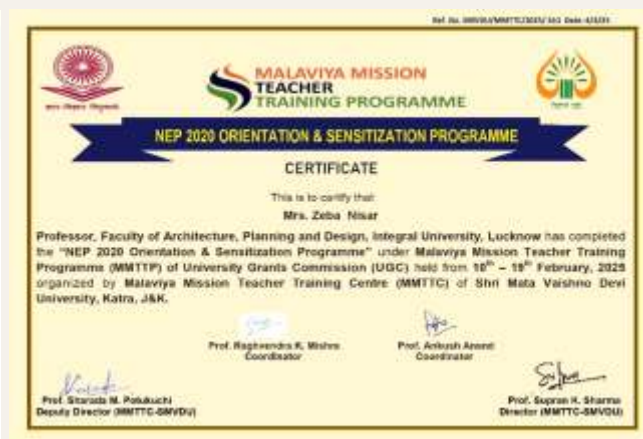 MALAVIYA MISSION
TEACHER
TRAINING PROGRAMME
NEP 2020 ORIENTATION & SENSITIZATION PROGRAMME
CERTIFICATE
This is to certify that
Mrs. Zeba Nisar
Professor, Faculty of Architecture, Planning and Design, Integral University, Lucknow has completed
the "NEP 2020 Orientation & Sensitization Programme" under Malaviya Mission Teacher Training
Programme (MMTTP) of University Grants Commission (UGC) held from 10th – 19th February, 2025
organized by Malaviya Mission Teacher Training Centre (MMTTC) of Shri Mata Vaishno Devi
University, Katra, J&K.
Prof. Raghvendra K. Mishra
Coordinator
Prof. Ankush Anand
Coordinator
Prof. Sharada M. Potukuchi
Deputy Director (MMTTC-SMVDU)
Prof. Supran K. Sharma
Director (MMTTC-SMVDU)